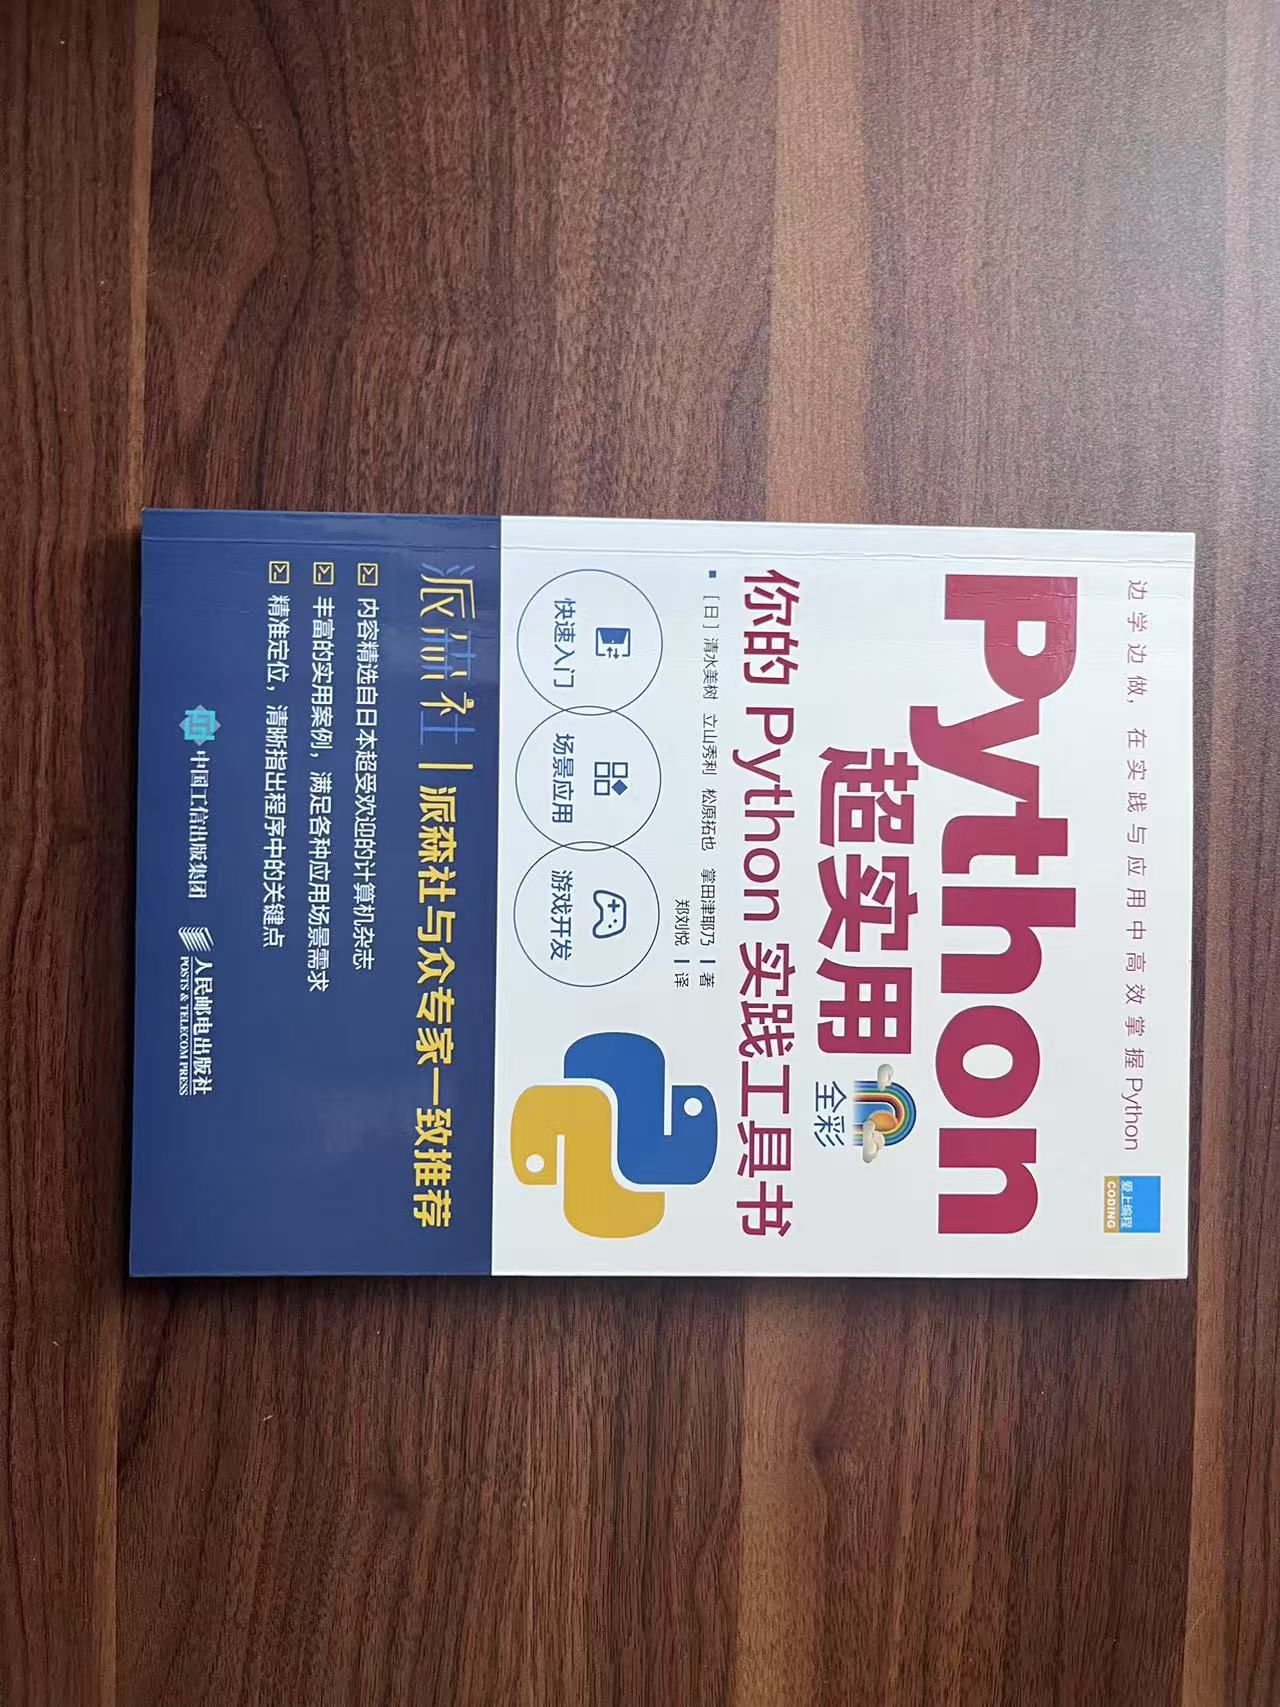 边学边做,在实践与应用中高效掌握Python
爱上编程
CODING
Python
超实用
全彩
你的 Python 实践工具书
[日]清水美树 立山秀利 松原拓也 掌田津耶乃 | 著
郑刘悦 | 译
快速入门 场景应用 游戏开发
派森社|派森社与众专家一致推荐
内容精选自日本超受欢迎的计算机杂志
丰富的实用案例,满足各种应用场景需求
精准定位,清晰指出程序中的关键点
中国工信出版集团 人民邮电出版社
POSTS & TELECOM PRESS